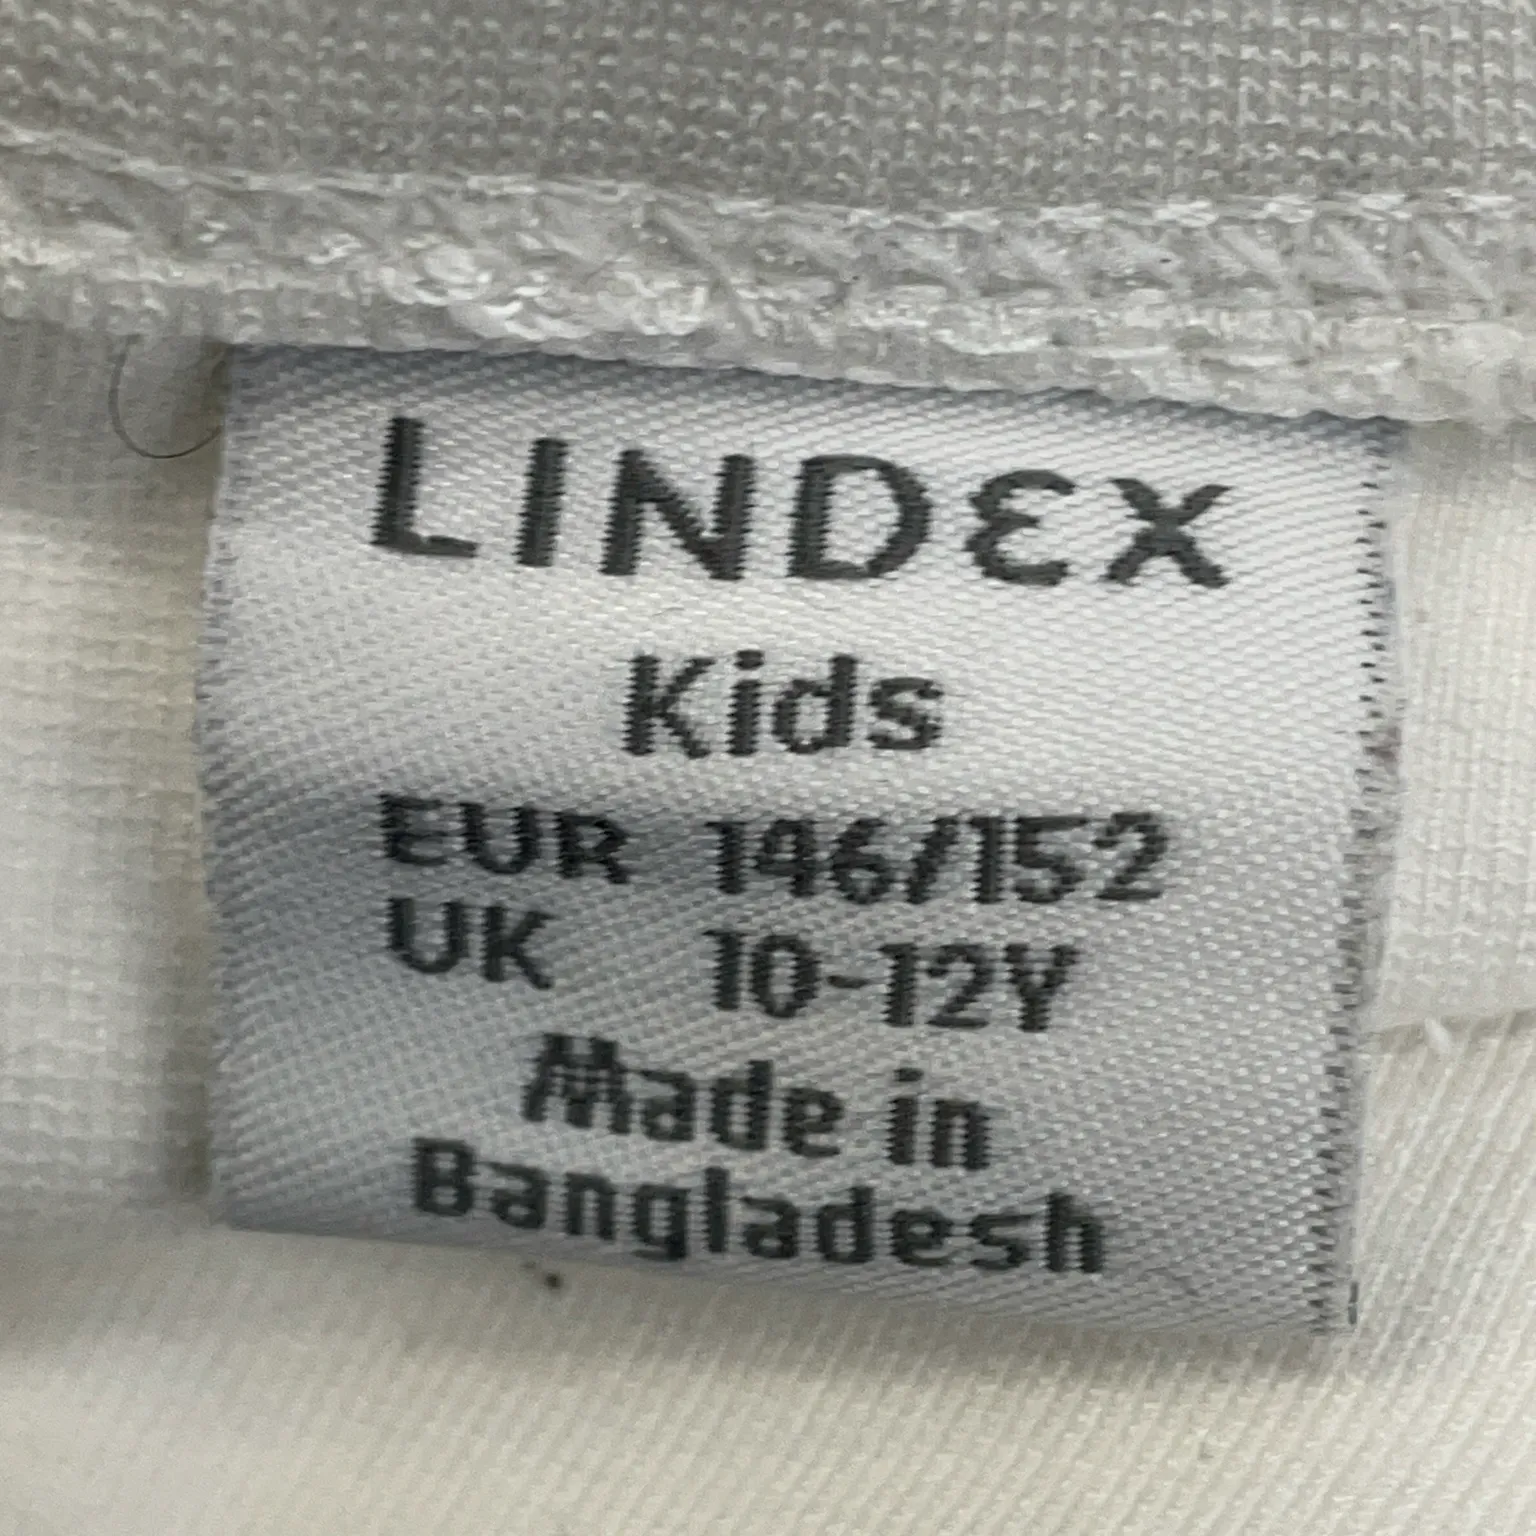 LINDEX
Kids
EUR 146/152
UK 10-12Y
Made in
Bangladesh